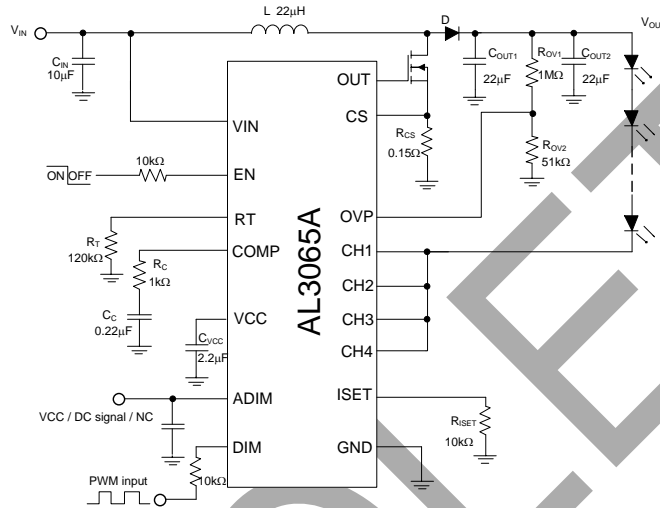 L 22µH
D
VIN
VOU
CIN
10µF
COUT1
22µF
ROV1
1MΩ
COUT2
22µF
OUT
CS
RCS
0.15Ω
ROV2
51kΩ
VIN
ON OFF
10kΩ
EN
RT
RT
120kΩ
COMP
RC
1kΩ
CC
0.22µF
VCC
CVCC
2.2µF
AL3065A
OVP
CH1
CH2
CH3
CH4
ADIM
VCC / DC signal / NC
ISET
RISET
10kΩ
DIM
10kΩ
GND
PWM input